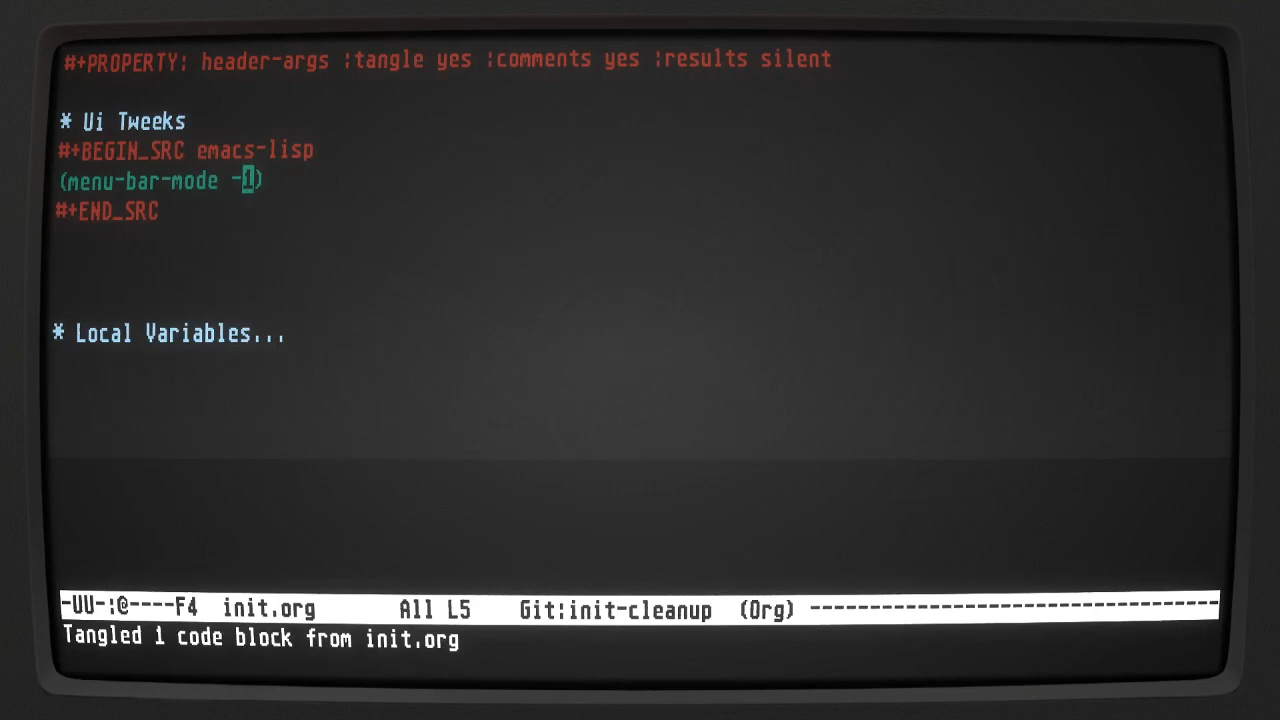 #+PROPERTY: header-args :tangle yes :comments yes :results silent
* Ui Tweeks
#+BEGIN_SRC emacs-lisp
(menu-bar-mode -1)
#+END_SRC
* Local Variables...
-UU-:@----F4  init.org        All L5     Git:init-cleanup  (Org) -----------------------------------------
Tangled 1 code block from init.org